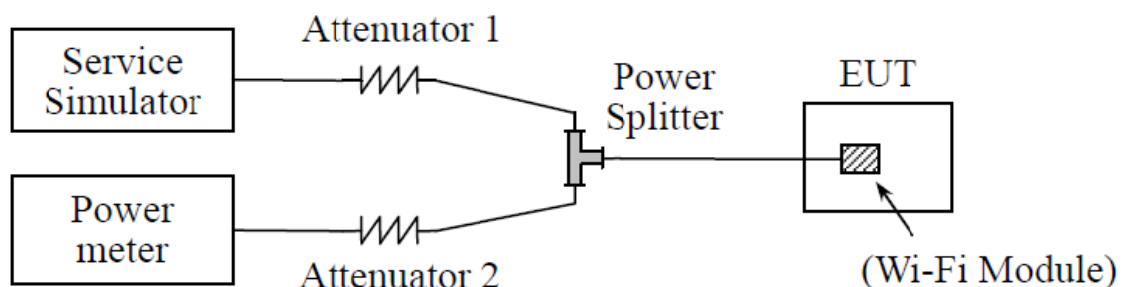 Attenuator 1
Service
Simulator
Power
Splitter
EUT
Power
meter
Attenuator 2
(Wi-Fi Module)